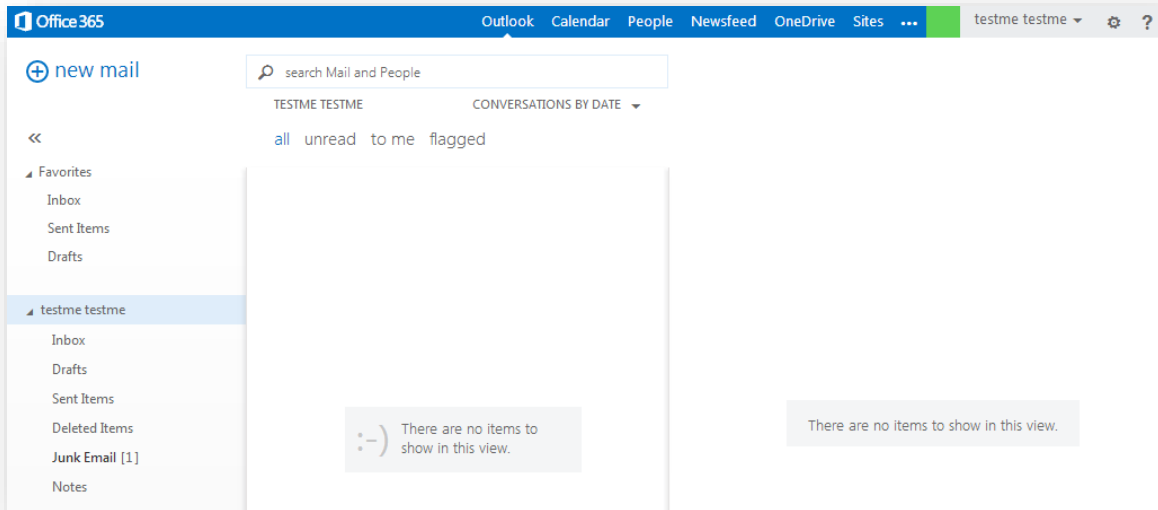 Office 365 Outlook Calendar People Newsfeed OneDrive Sites ••• testme testme ?
new mail
search Mail and People
TESTME TESTME CONVERSATIONS BY DATE
«
all unread to me flagged
Favorites
Inbox
Sent Items
Drafts
testme testme
Inbox
Drafts
Sent Items
Deleted Items
Junk Email [1]
Notes
:-)
There are no items to
show in this view.
There are no items to show in this view.